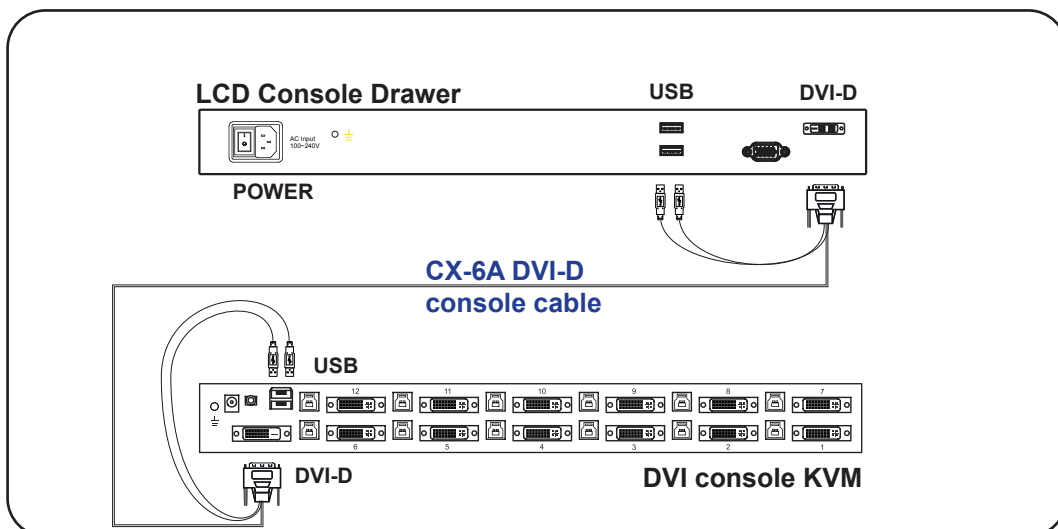 LCD Console Drawer
USB
DVI-D
AC Input
100~240V
POWER
CX-6A DVI-D
console cable
USB
12 11 10 9 8 7
6 5 4 3 2 1
DVI-D
DVI console KVM